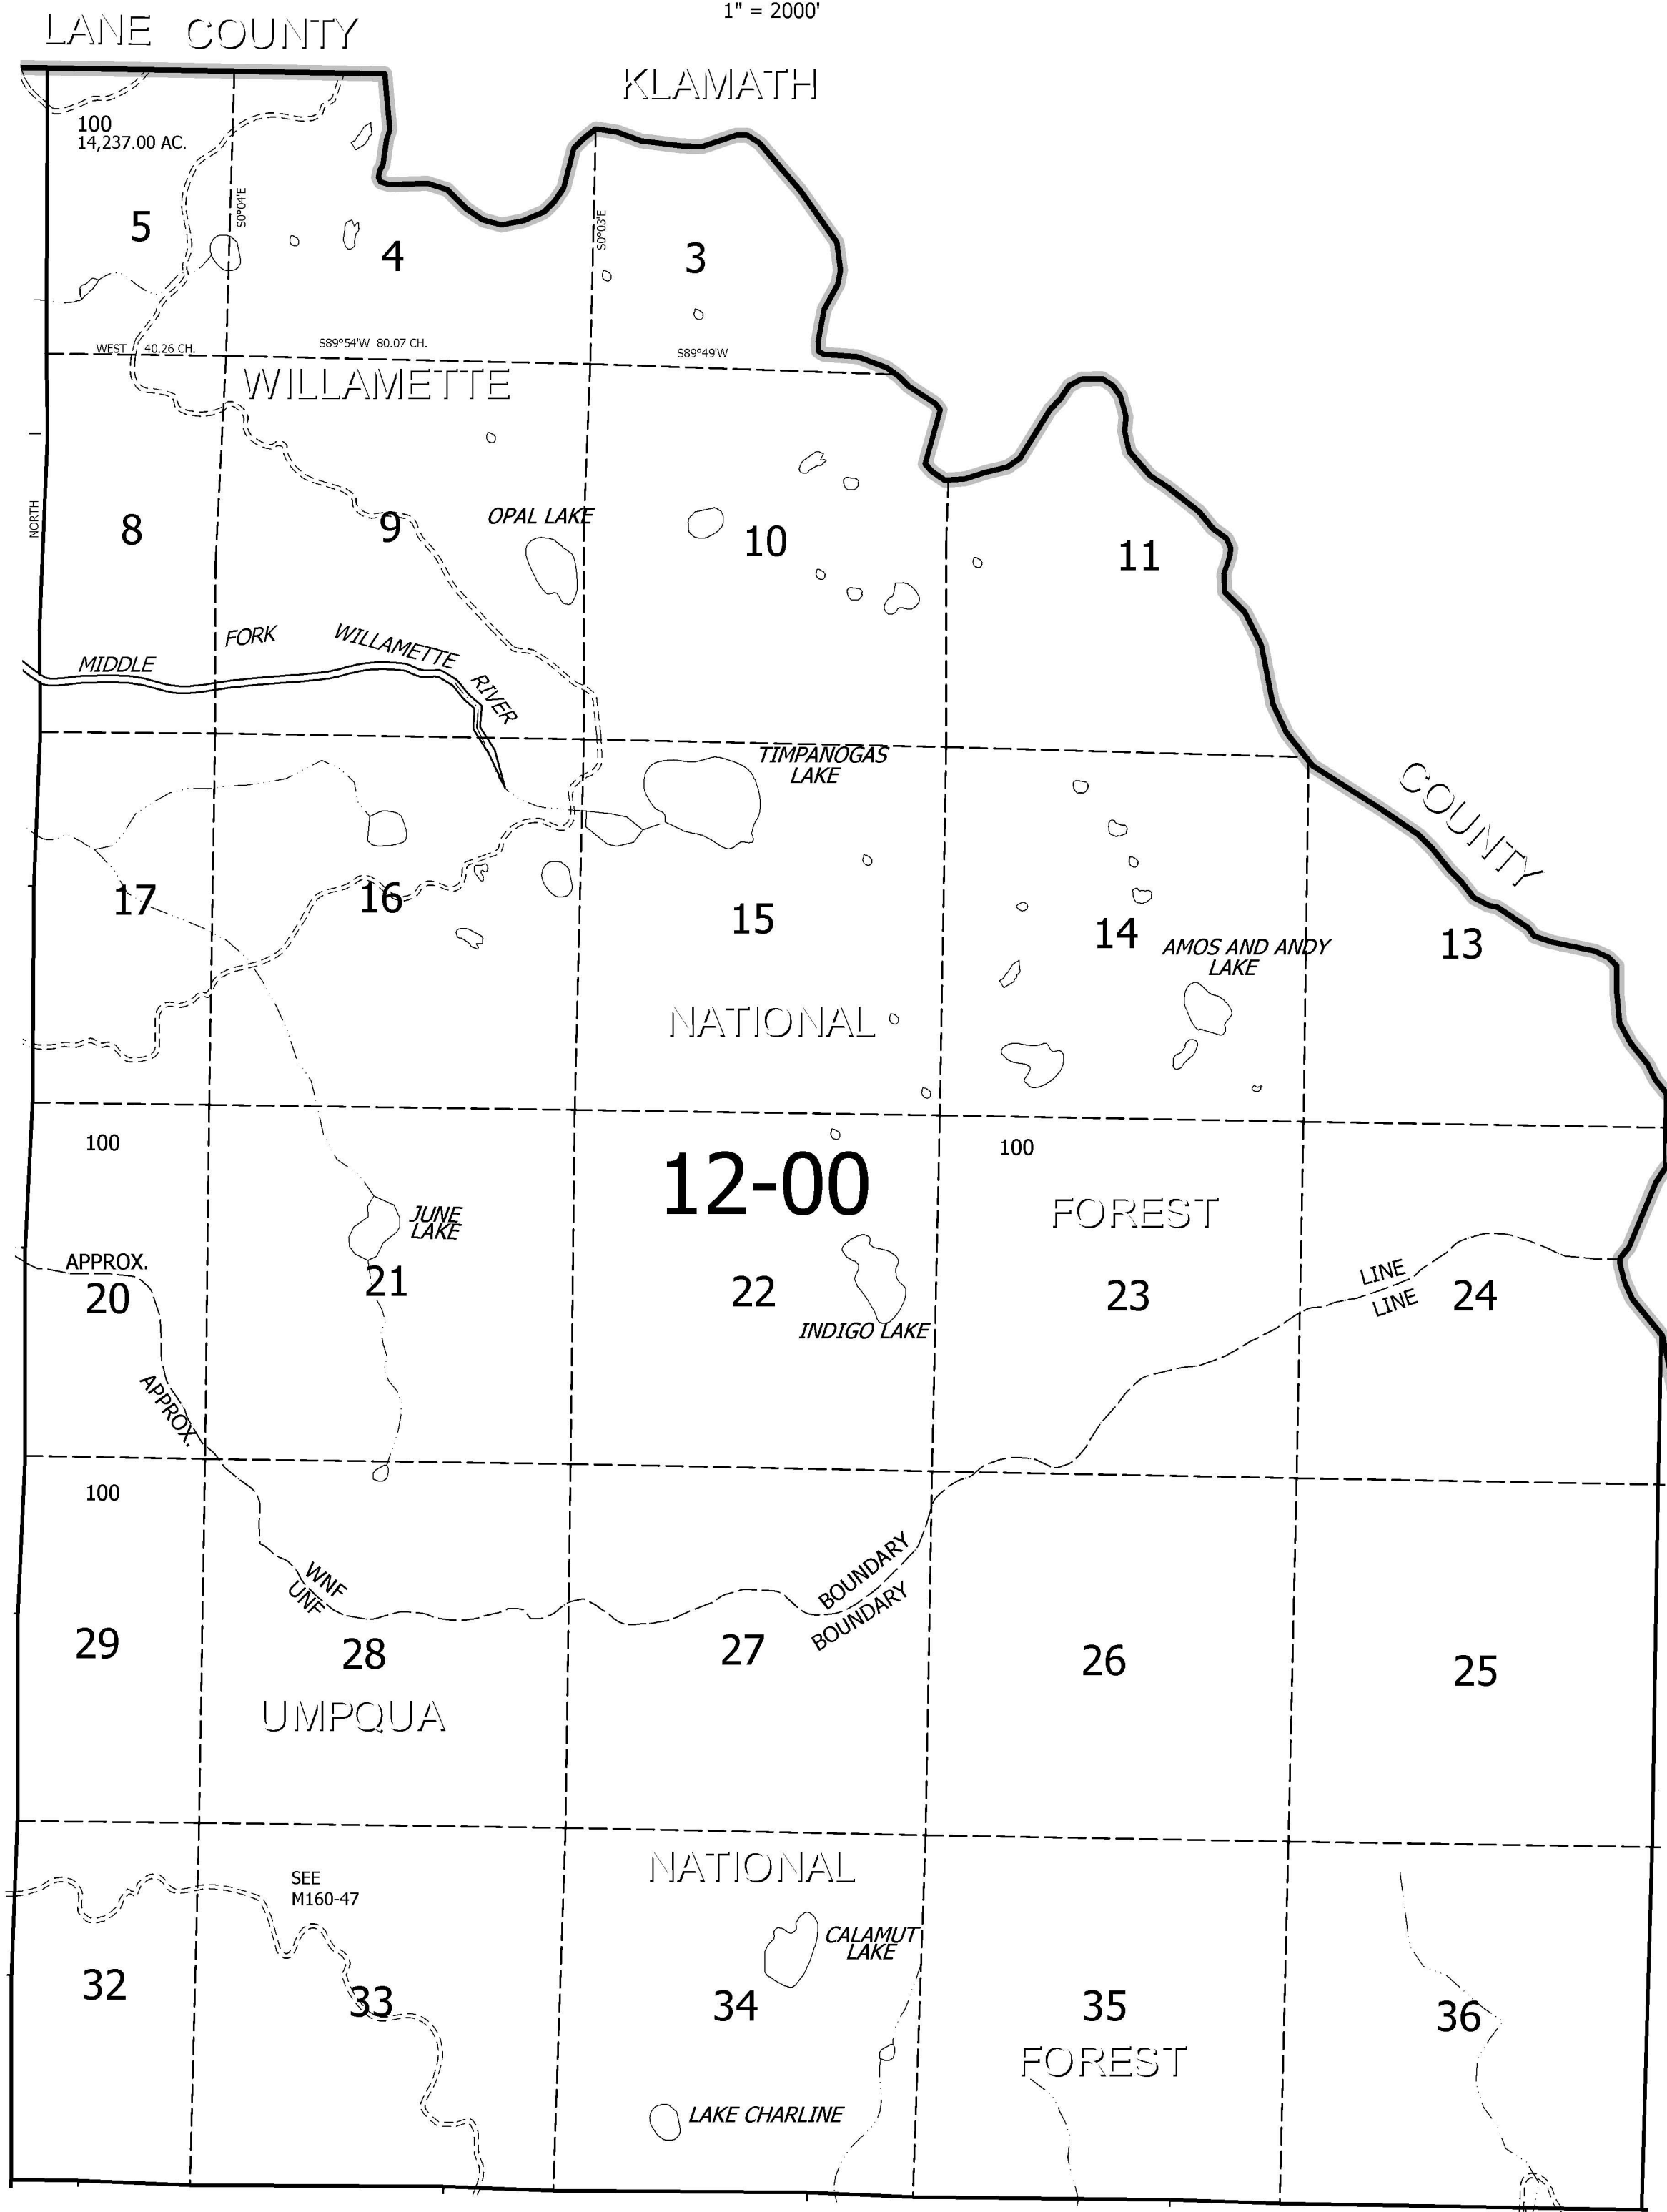 1" = 2000'
LANE COUNTY
KLAMATH
100
14,237.00 AC.
S0°04'E
S0°03'E
5
4
3
WEST 40.26 CH.
S89°54'W 80.07 CH.
S89°49'W
WILLAMETTE
NORTH
8
9
OPAL LAKE
10
11
MIDDLE FORK WILLAMETTE RIVER
TIMPANOGAS
LAKE
COUNTY
17
16
15
14
AMOS AND ANDY
LAKE
13
NATIONAL
100
12-00
100
JUNE
LAKE
FOREST
APPROX.
20
21
22
INDIGO LAKE
23
LINE
LINE
24
APPROX.
100
WNF
UNF
BOUNDARY
BOUNDARY
29
28
27
26
25
UMPQUA
NATIONAL
SEE
M160-47
CALAMUT
LAKE
32
33
34
35
36
FOREST
LAKE CHARLINE